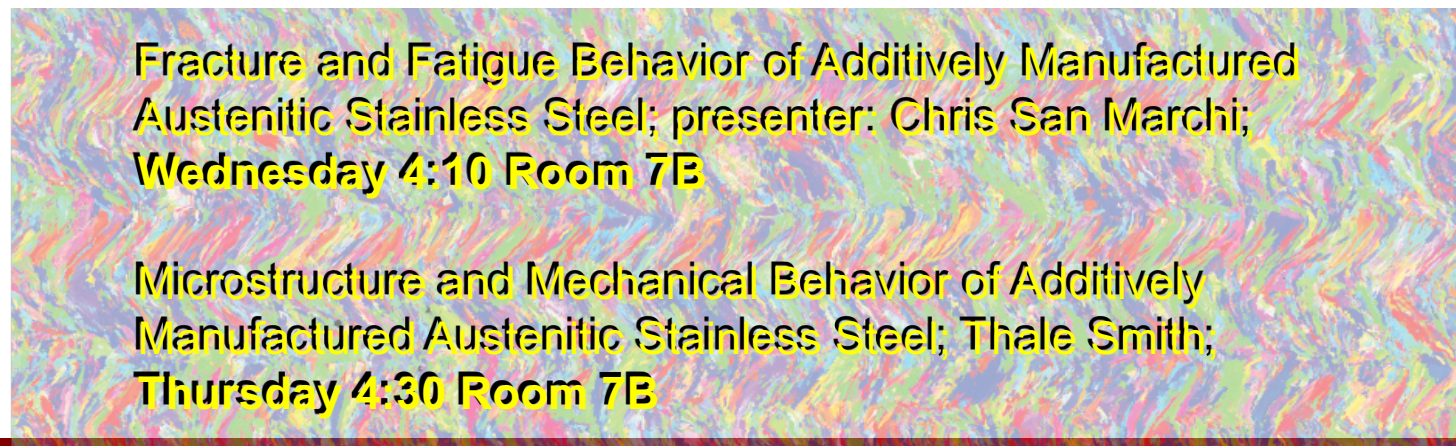 Fracture and Fatigue Behavior of Additively Manufactured
Austenitic Stainless Steel; presenter: Chris San Marchi;
Wednesday 4:10 Room 7B
Microstructure and Mechanical Behavior of Additively
Manufactured Austenitic Stainless Steel; Thale Smith;
Thursday 4:30 Room 7B